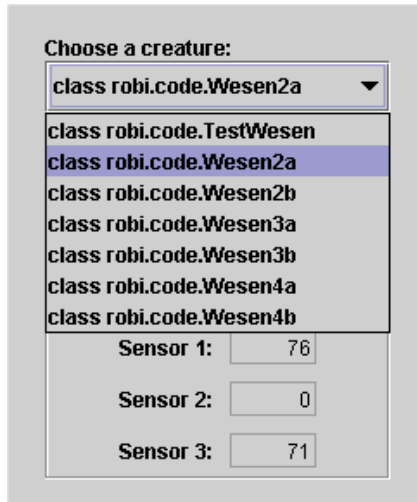 Choose a creature:
class robi.code.Wesen2a
class robi.code.TestWesen
class robi.code.Wesen2a
class robi.code.Wesen2b
class robi.code.Wesen3a
class robi.code.Wesen3b
class robi.code.Wesen4a
class robi.code.Wesen4b
Sensor 1: 76
Sensor 2: 0
Sensor 3: 71